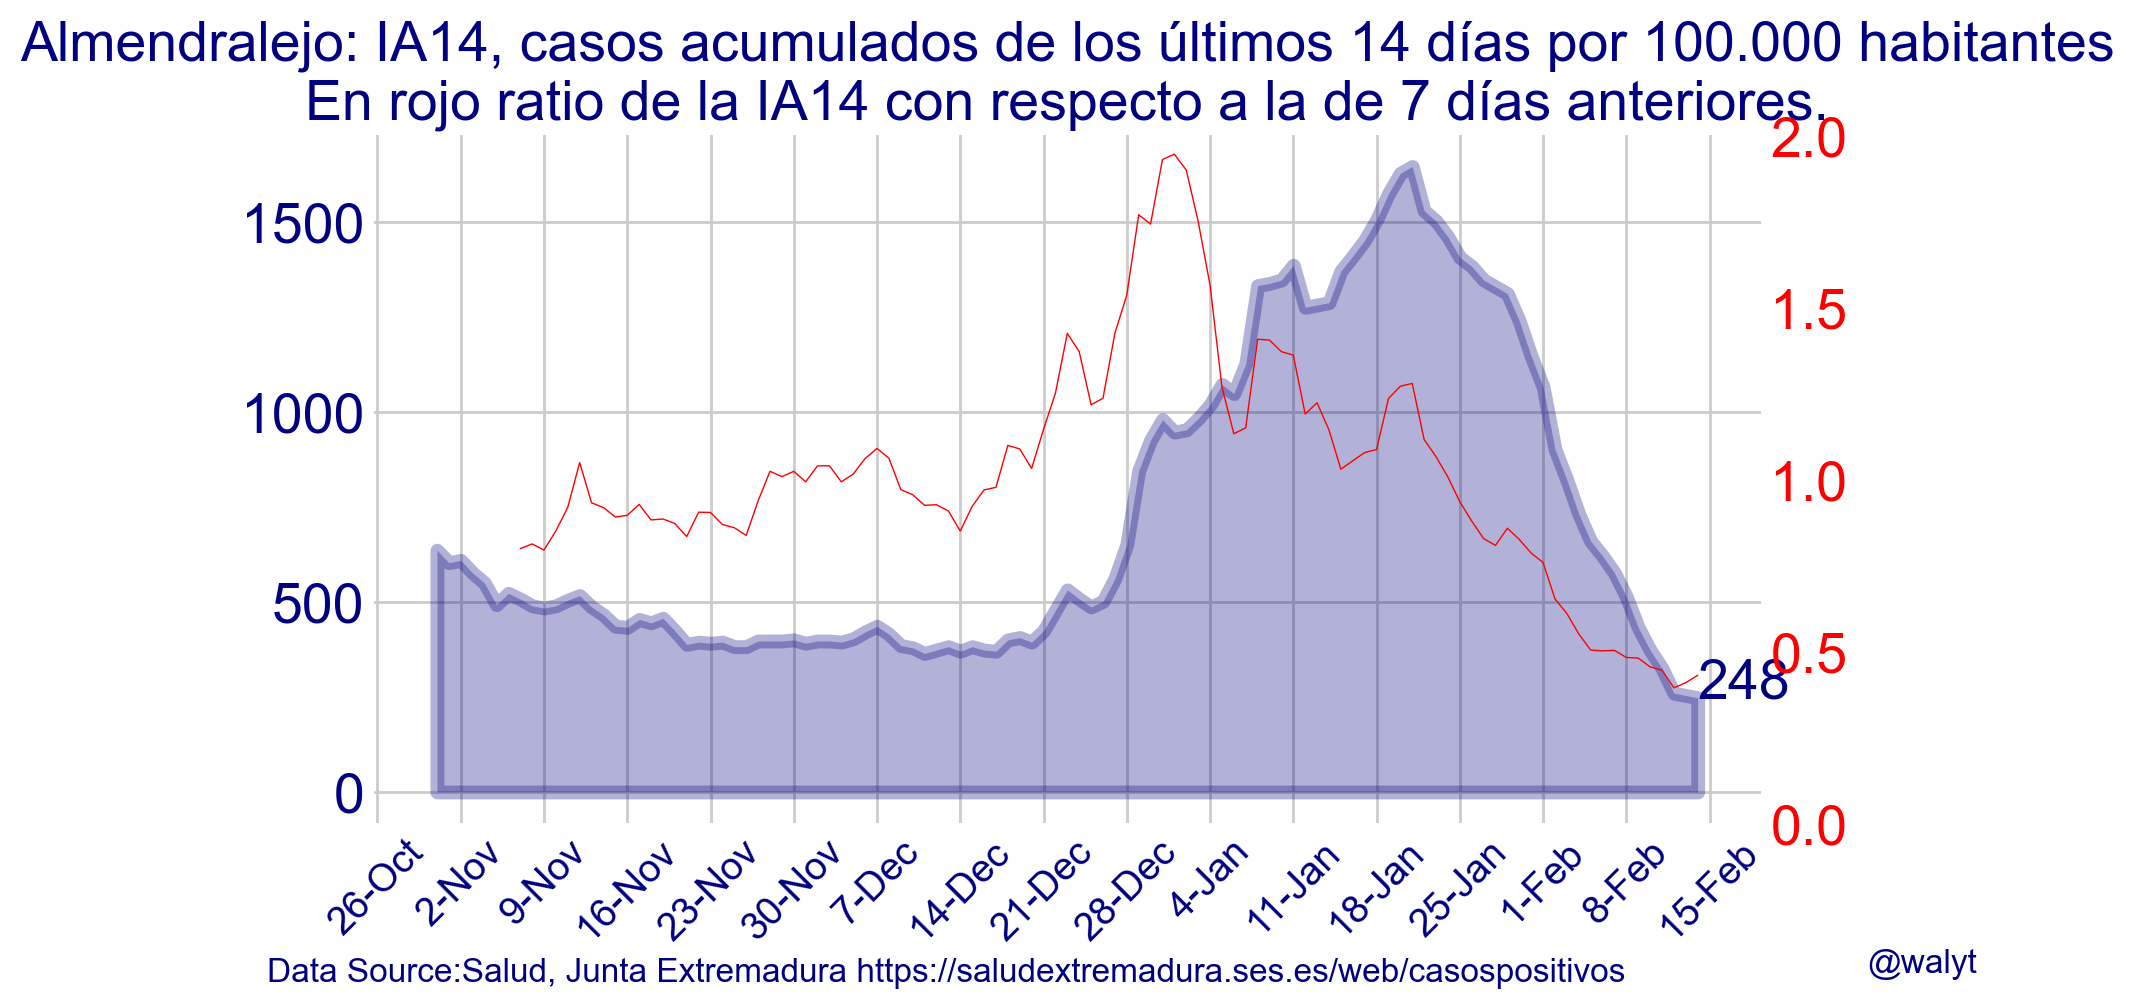 Almendralejo: IA14, casos acumulados de los últimos 14 días por 100.000 habitantes
En rojo ratio de la IA14 con respecto a la de 7 días anteriores.
2.0
1500
1.5
1000
1.0
500
0.5
248
0
0.0
26-Oct
2-Nov
9-Nov
16-Nov
23-Nov
30-Nov
7-Dec
14-Dec
21-Dec
28-Dec
4-Jan
11-Jan
18-Jan
25-Jan
1-Feb
8-Feb
15-Feb
Data Source:Salud, Junta Extremadura https://saludextremadura.ses.es/web/casospositivos
@walyt